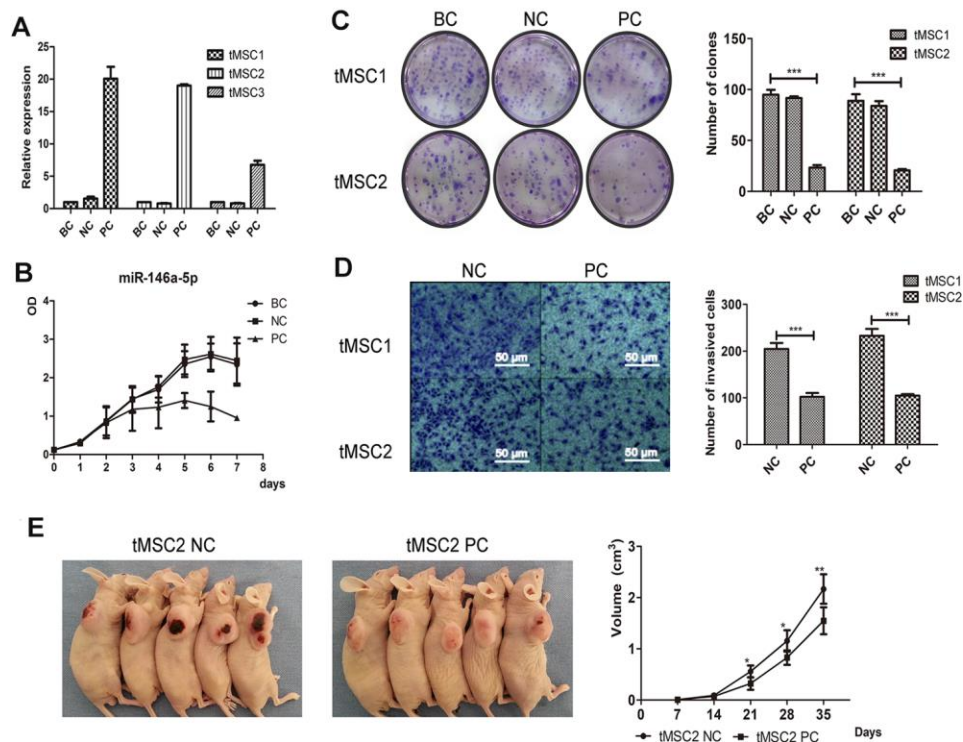 A
Relative expression
25
20
15
10
5
0
tMSC1
tMSC2
tMSC3
BC NC PC BC NC PC BC NC PC
B
miR-146a-5p
OD
3
2
1
0
BC
NC
PC
0 1 2 3 4 5 6 7 8
days
C
BC NC PC
tMSC1
tMSC2
Number of clones
150
100
50
0
tMSC1
tMSC2
*** ***
BC NC PC BC NC PC
D
NC PC
tMSC1
50 μm 50 μm
tMSC2
50 μm 50 μm
Number of invasived cells
300
200
100
0
tMSC1
tMSC2
*** ***
NC PC NC PC
E
tMSC2 NC tMSC2 PC
Volume (cm³)
3
2
1
0
* * **
0 7 14 21 28 35 Days
tMSC2 NC tMSC2 PC